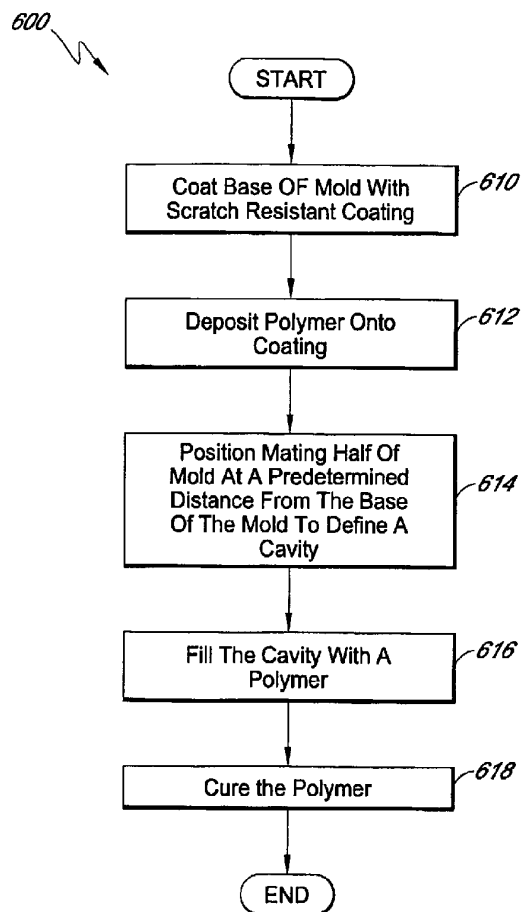 600
START
Coat Base OF Mold With
Scratch Resistant Coating
610
Deposit Polymer Onto
Coating
612
Position Mating Half Of
Mold At A Predetermined
Distance From The Base
Of The Mold To Define A
Cavity
614
Fill The Cavity With A
Polymer
616
Cure the Polymer
618
END